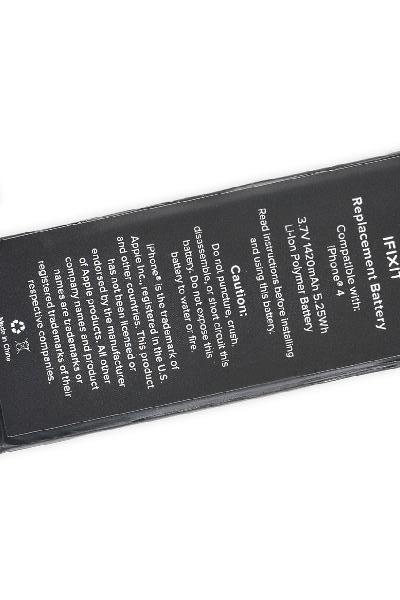 IFIXIT
Replacement Battery
Compatible with:
iPhone® 4
3.7V 1420mAh 5.25Wh
Li-Ion Polymer Battery
Read instructions before installing
and using this battery.
Caution:
Do not puncture, crush,
disassemble, or short circuit this
battery. Do not expose this
battery to water or fire.
iPhone® is the trademark of
Apple Inc., registered in the U.S.
and other countries. This product
has not been licensed or
endorsed by the manufacturer
of Apple products. All other
company names and product
names are trademarks or
registered trademarks of their
respective companies.
Made in China